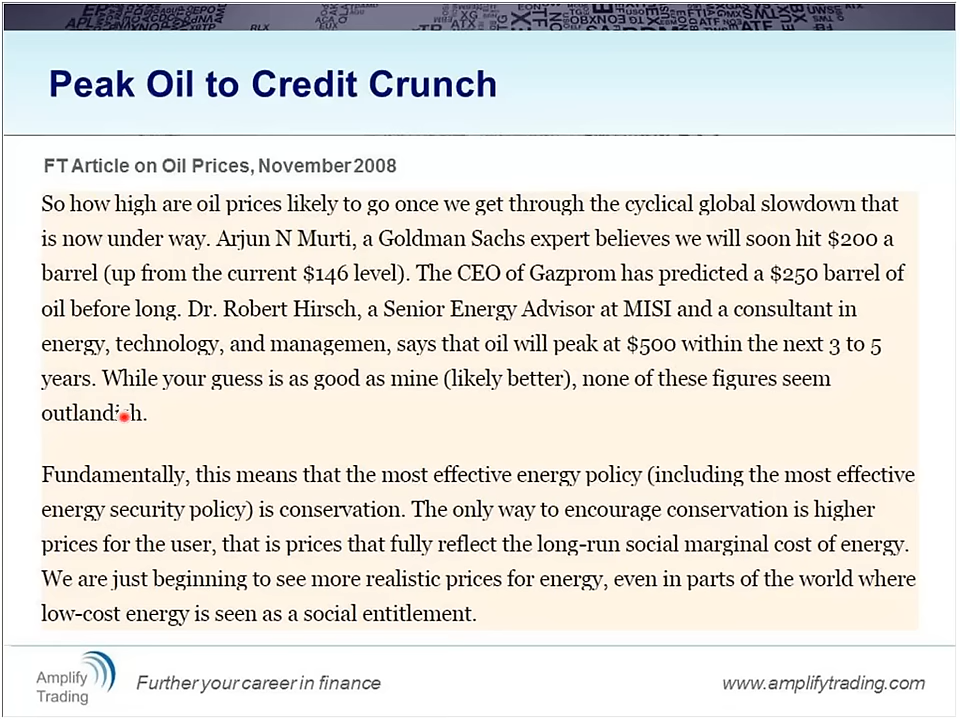 Peak Oil to Credit Crunch
FT Article on Oil Prices, November 2008
So how high are oil prices likely to go once we get through the cyclical global slowdown that
is now under way. Arjun N Murti, a Goldman Sachs expert believes we will soon hit $200 a
barrel (up from the current $146 level). The CEO of Gazprom has predicted a $250 barrel of
oil before long. Dr. Robert Hirsch, a Senior Energy Advisor at MISI and a consultant in
energy, technology, and managemen, says that oil will peak at $500 within the next 3 to 5
years. While your guess is as good as mine (likely better), none of these figures seem
outlandish.
Fundamentally, this means that the most effective energy policy (including the most effective
energy security policy) is conservation. The only way to encourage conservation is higher
prices for the user, that is prices that fully reflect the long-run social marginal cost of energy.
We are just beginning to see more realistic prices for energy, even in parts of the world where
low-cost energy is seen as a social entitlement.
Amplify
Trading
Further your career in finance
www.amplifytrading.com